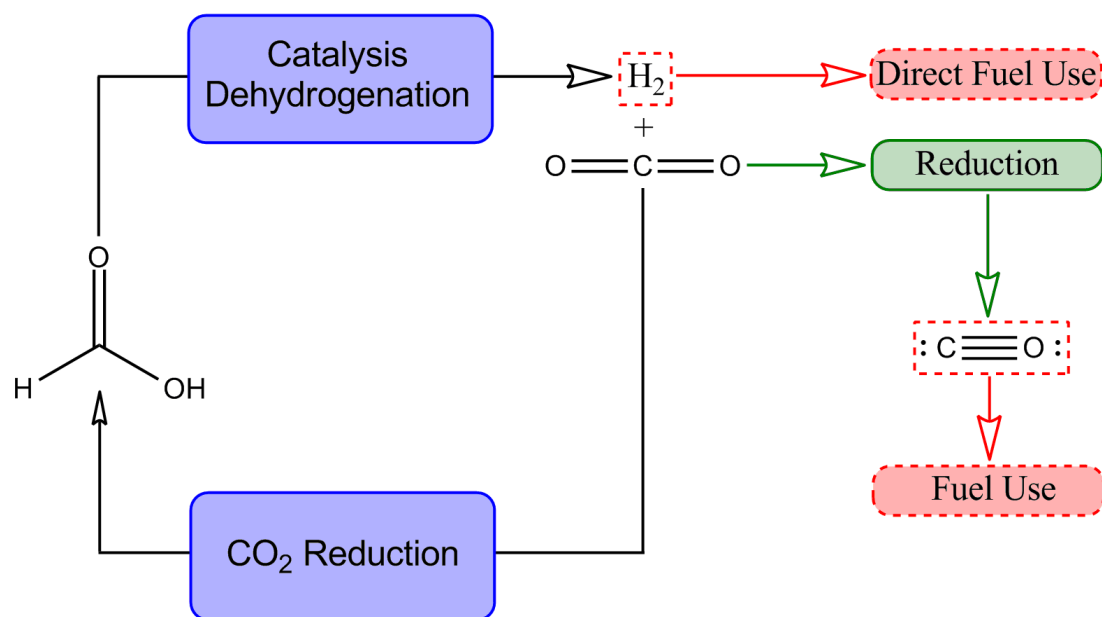 Catalysis
Dehydrogenation
H₂
Direct Fuel Use
+
O C O
Reduction
O
H OH
: C O :
Fuel Use
CO₂ Reduction